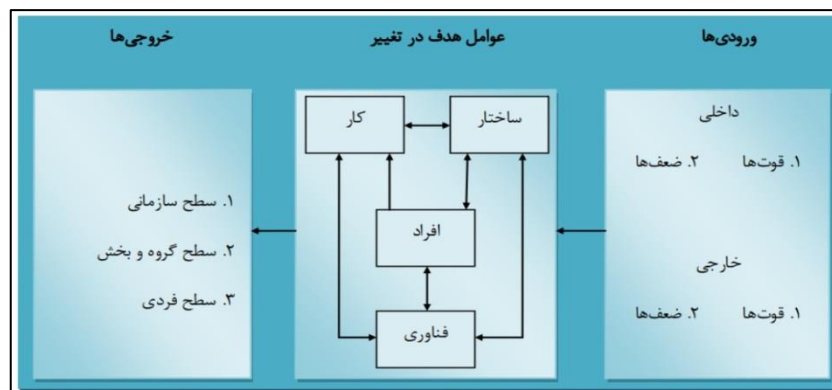 ورودی‌ها
عوامل هدف در تغییر
خروجی‌ها
داخلی
۱. قوت‌ها ۲. ضعف‌ها
خارجی
۱. قوت‌ها ۲. ضعف‌ها
ساختار
کار
افراد
فناوری
۱. سطح سازمانی
۲. سطح گروه و بخش
۳. سطح فردی